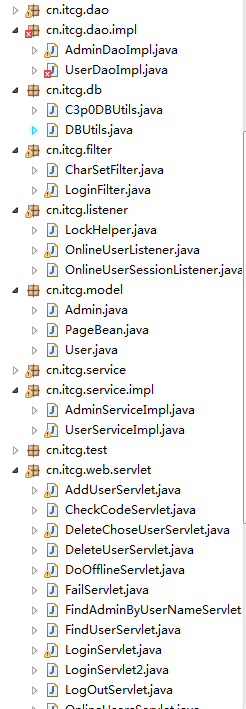 cn.itcg.dao
cn.itcg.dao.impl
AdminDaoImpl.java
UserDaoImpl.java
cn.itcg.db
C3p0DBUtils.java
DBUtils.java
cn.itcg.filter
CharSetFilter.java
LoginFilter.java
cn.itcg.listener
LockHelper.java
OnlineUserListener.java
OnlineUserSessionListener.java
cn.itcg.model
Admin.java
PageBean.java
User.java
cn.itcg.service
cn.itcg.service.impl
AdminServiceImpl.java
UserServiceImpl.java
cn.itcg.test
cn.itcg.web.servlet
AddUserServlet.java
CheckCodeServlet.java
DeleteChoseUserServlet.java
DeleteUserServlet.java
DoOfflineServlet.java
FailServlet.java
FindAdminByUserNameServlet
FindUserServlet.java
LoginServlet.java
LoginServlet2.java
LogOutServlet.java